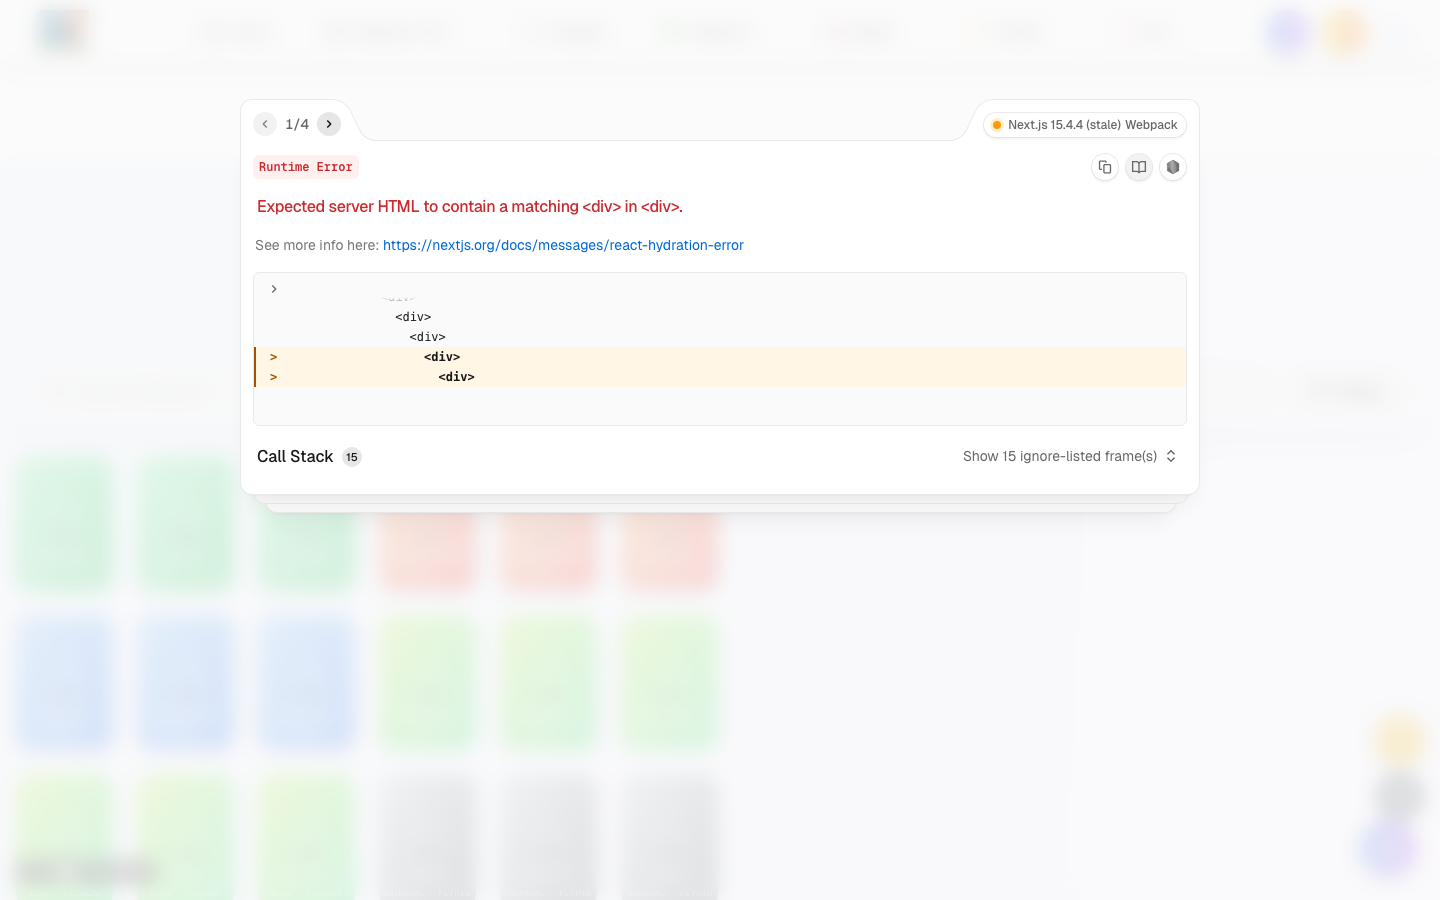 1/4
Next.js 15.4.4 (stale) Webpack
Runtime Error
Expected server HTML to contain a matching <div> in <div>.
See more info here: https://nextjs.org/docs/messages/react-hydration-error
<div>
<div>
<div>
> <div>
> <div>
Call Stack 15
Show 15 ignore-listed frame(s)